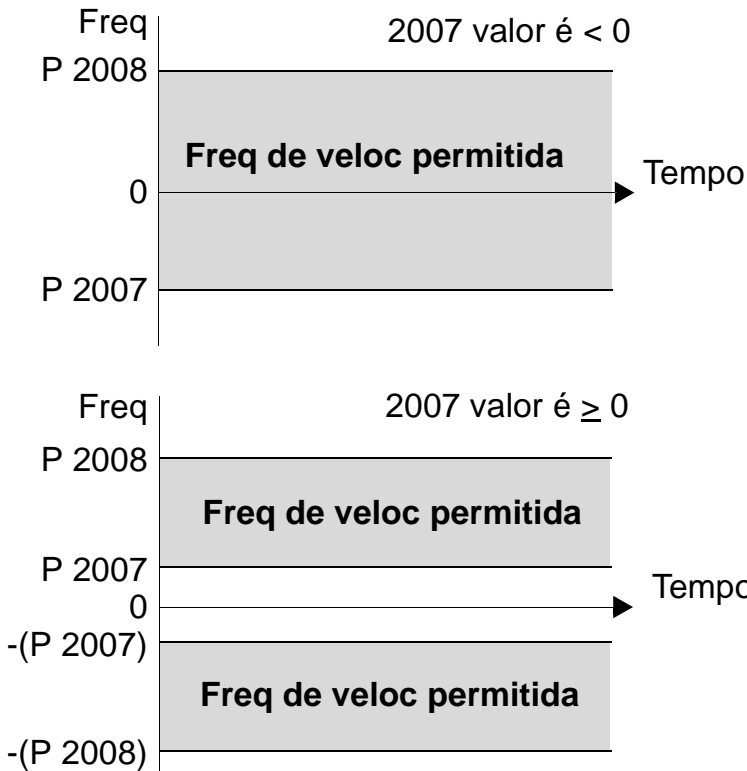 Freq
2007 valor é < 0
P 2008
Freq de veloc permitida
Tempo
0
P 2007
Freq
2007 valor é ≥ 0
P 2008
Freq de veloc permitida
P 2007
Tempo
0
-(P 2007)
Freq de veloc permitida
-(P 2008)